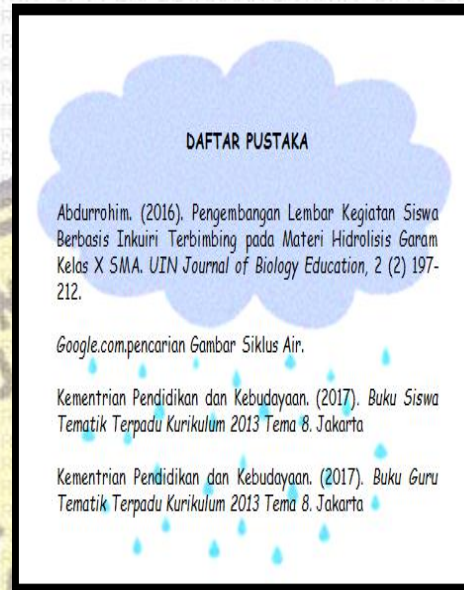 DAFTAR PUSTAKA
Abdurrohim. (2016). Pengembangan Lembar Kegiatan Siswa
Berbasis Inkuiri Terbimbing pada Materi Hidrolisis Garam
Kelas X SMA. UIN Journal of Biology Education, 2 (2) 197-
212.
Google.com.pencarian Gambar Siklus Air.
Kementrian Pendidikan dan Kebudayaan. (2017). Buku Siswa
Tematik Terpadu Kurikulum 2013 Tema 8. Jakarta
Kementrian Pendidikan dan Kebudayaan. (2017). Buku Guru
Tematik Terpadu Kurikulum 2013 Tema 8. Jakarta